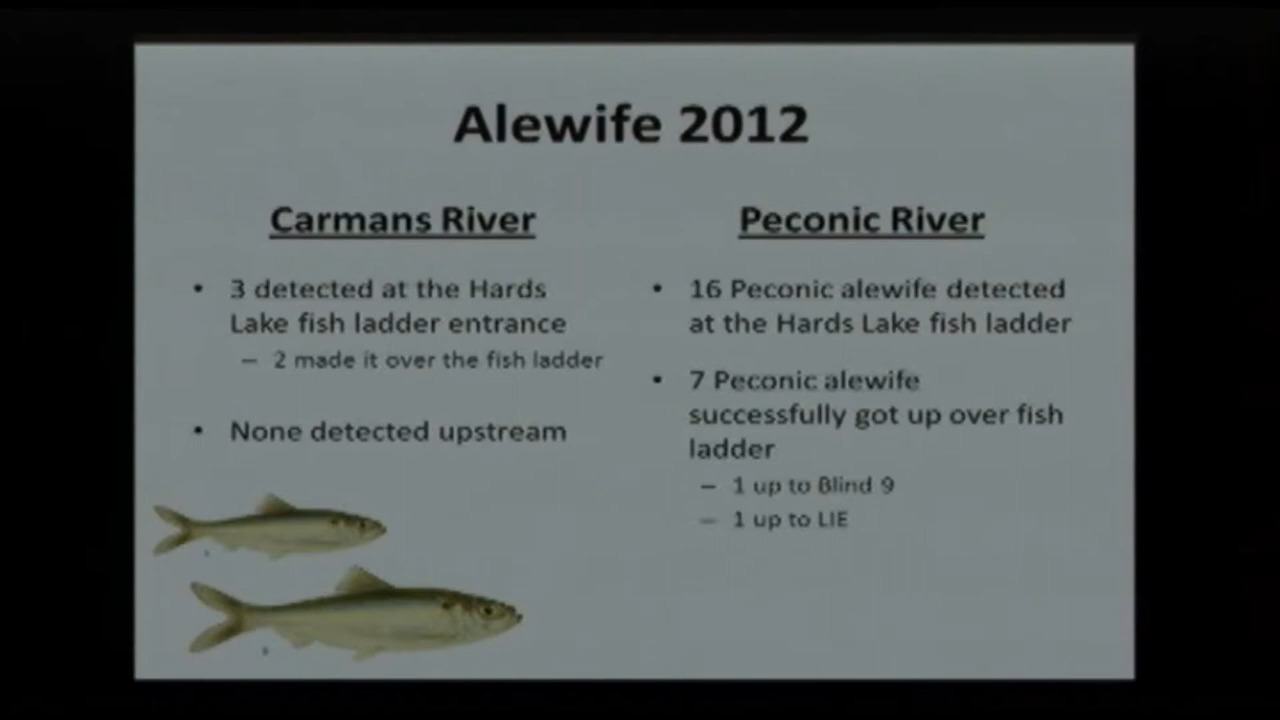 Alewife 2012
Carmans River
• 3 detected at the Hards
Lake fish ladder entrance
– 2 made it over the fish ladder
• None detected upstream
Peconic River
• 16 Peconic alewife detected
at the Hards Lake fish ladder
• 7 Peconic alewife
successfully got up over fish
ladder
– 1 up to Blind 9
– 1 up to LIE